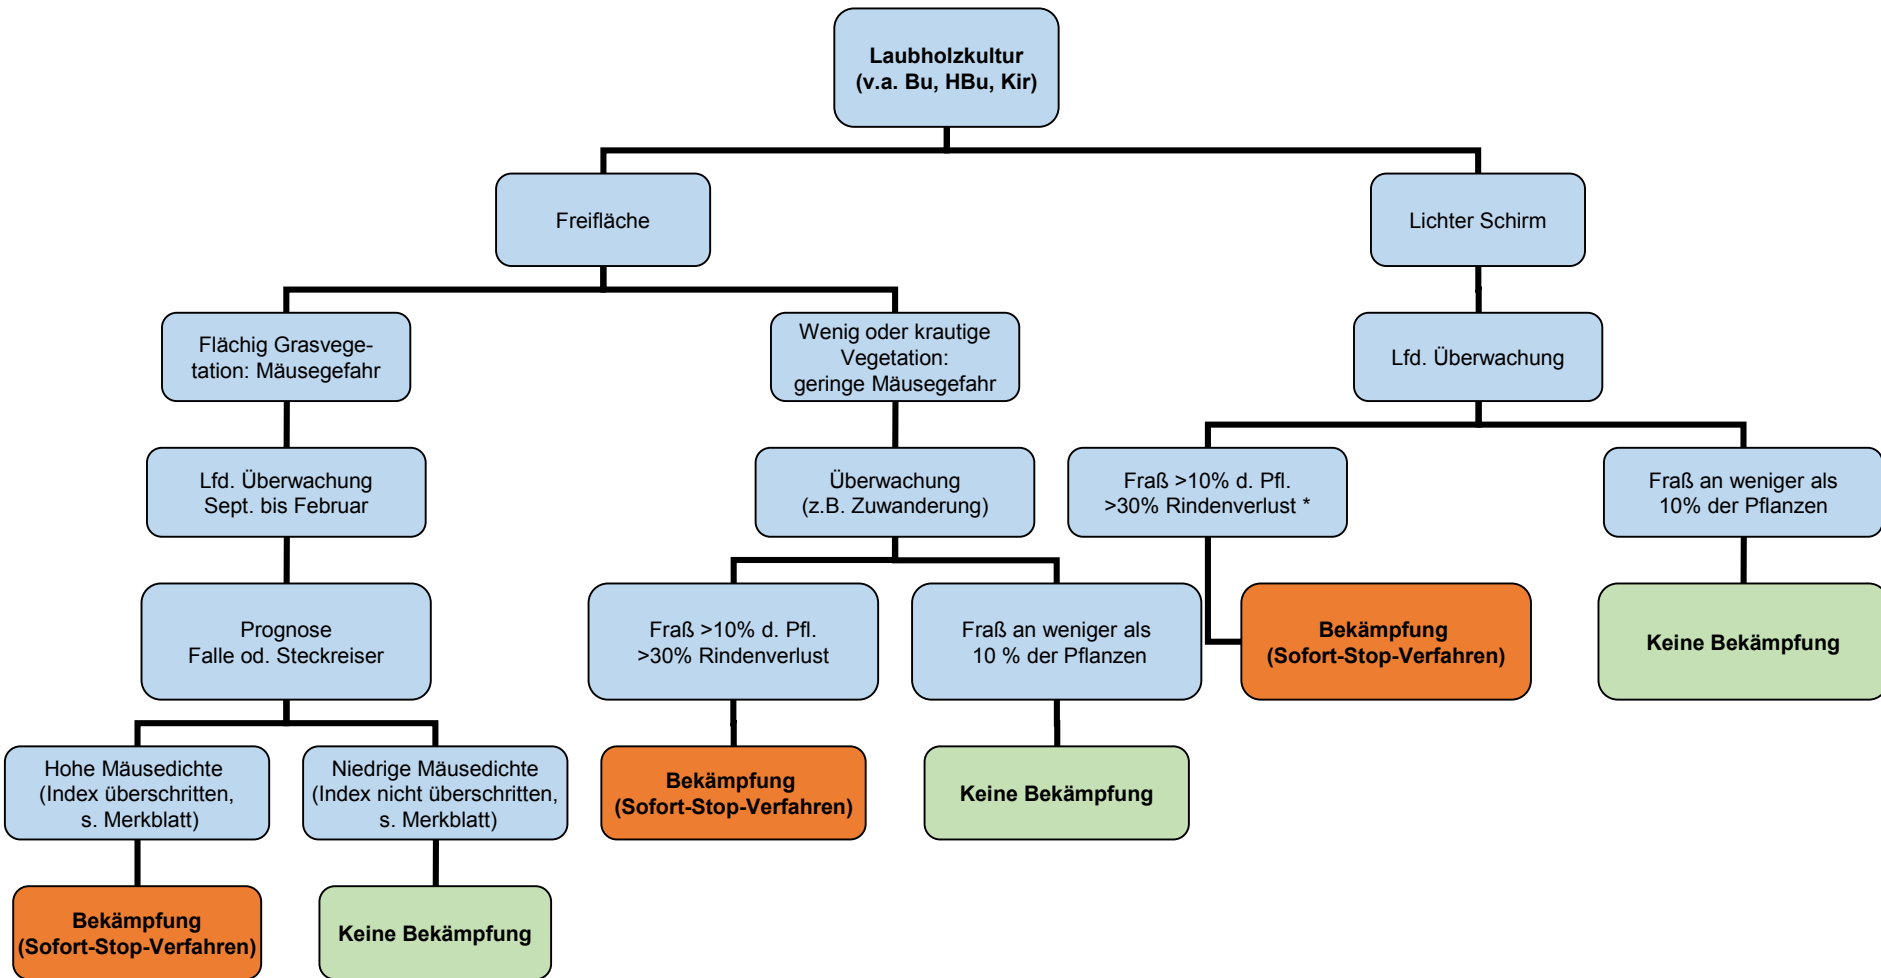 Laubholzkultur
(v.a. Bu, HBu, Kir)
Freifläche
Lichter Schirm
Flächig Grasvege-
tation: Mäusegefahr
Wenig oder krautige
Vegetation:
geringe Mäusegefahr
Lfd. Überwachung
Lfd. Überwachung
Sept. bis Februar
Überwachung
(z.B. Zuwanderung)
Fraß >10% d. Pfl.
>30% Rindenverlust *
Fraß an weniger als
10% der Pflanzen
Prognose
Falle od. Steckreiser
Fraß >10% d. Pfl.
>30% Rindenverlust
Fraß an weniger als
10 % der Pflanzen
Bekämpfung
(Sofort-Stop-Verfahren)
Keine Bekämpfung
Hohe Mäusedichte
(Index überschritten,
s. Merkblatt)
Niedrige Mäusedichte
(Index nicht überschritten,
s. Merkblatt)
Bekämpfung
(Sofort-Stop-Verfahren)
Keine Bekämpfung
Bekämpfung
(Sofort-Stop-Verfahren)
Keine Bekämpfung